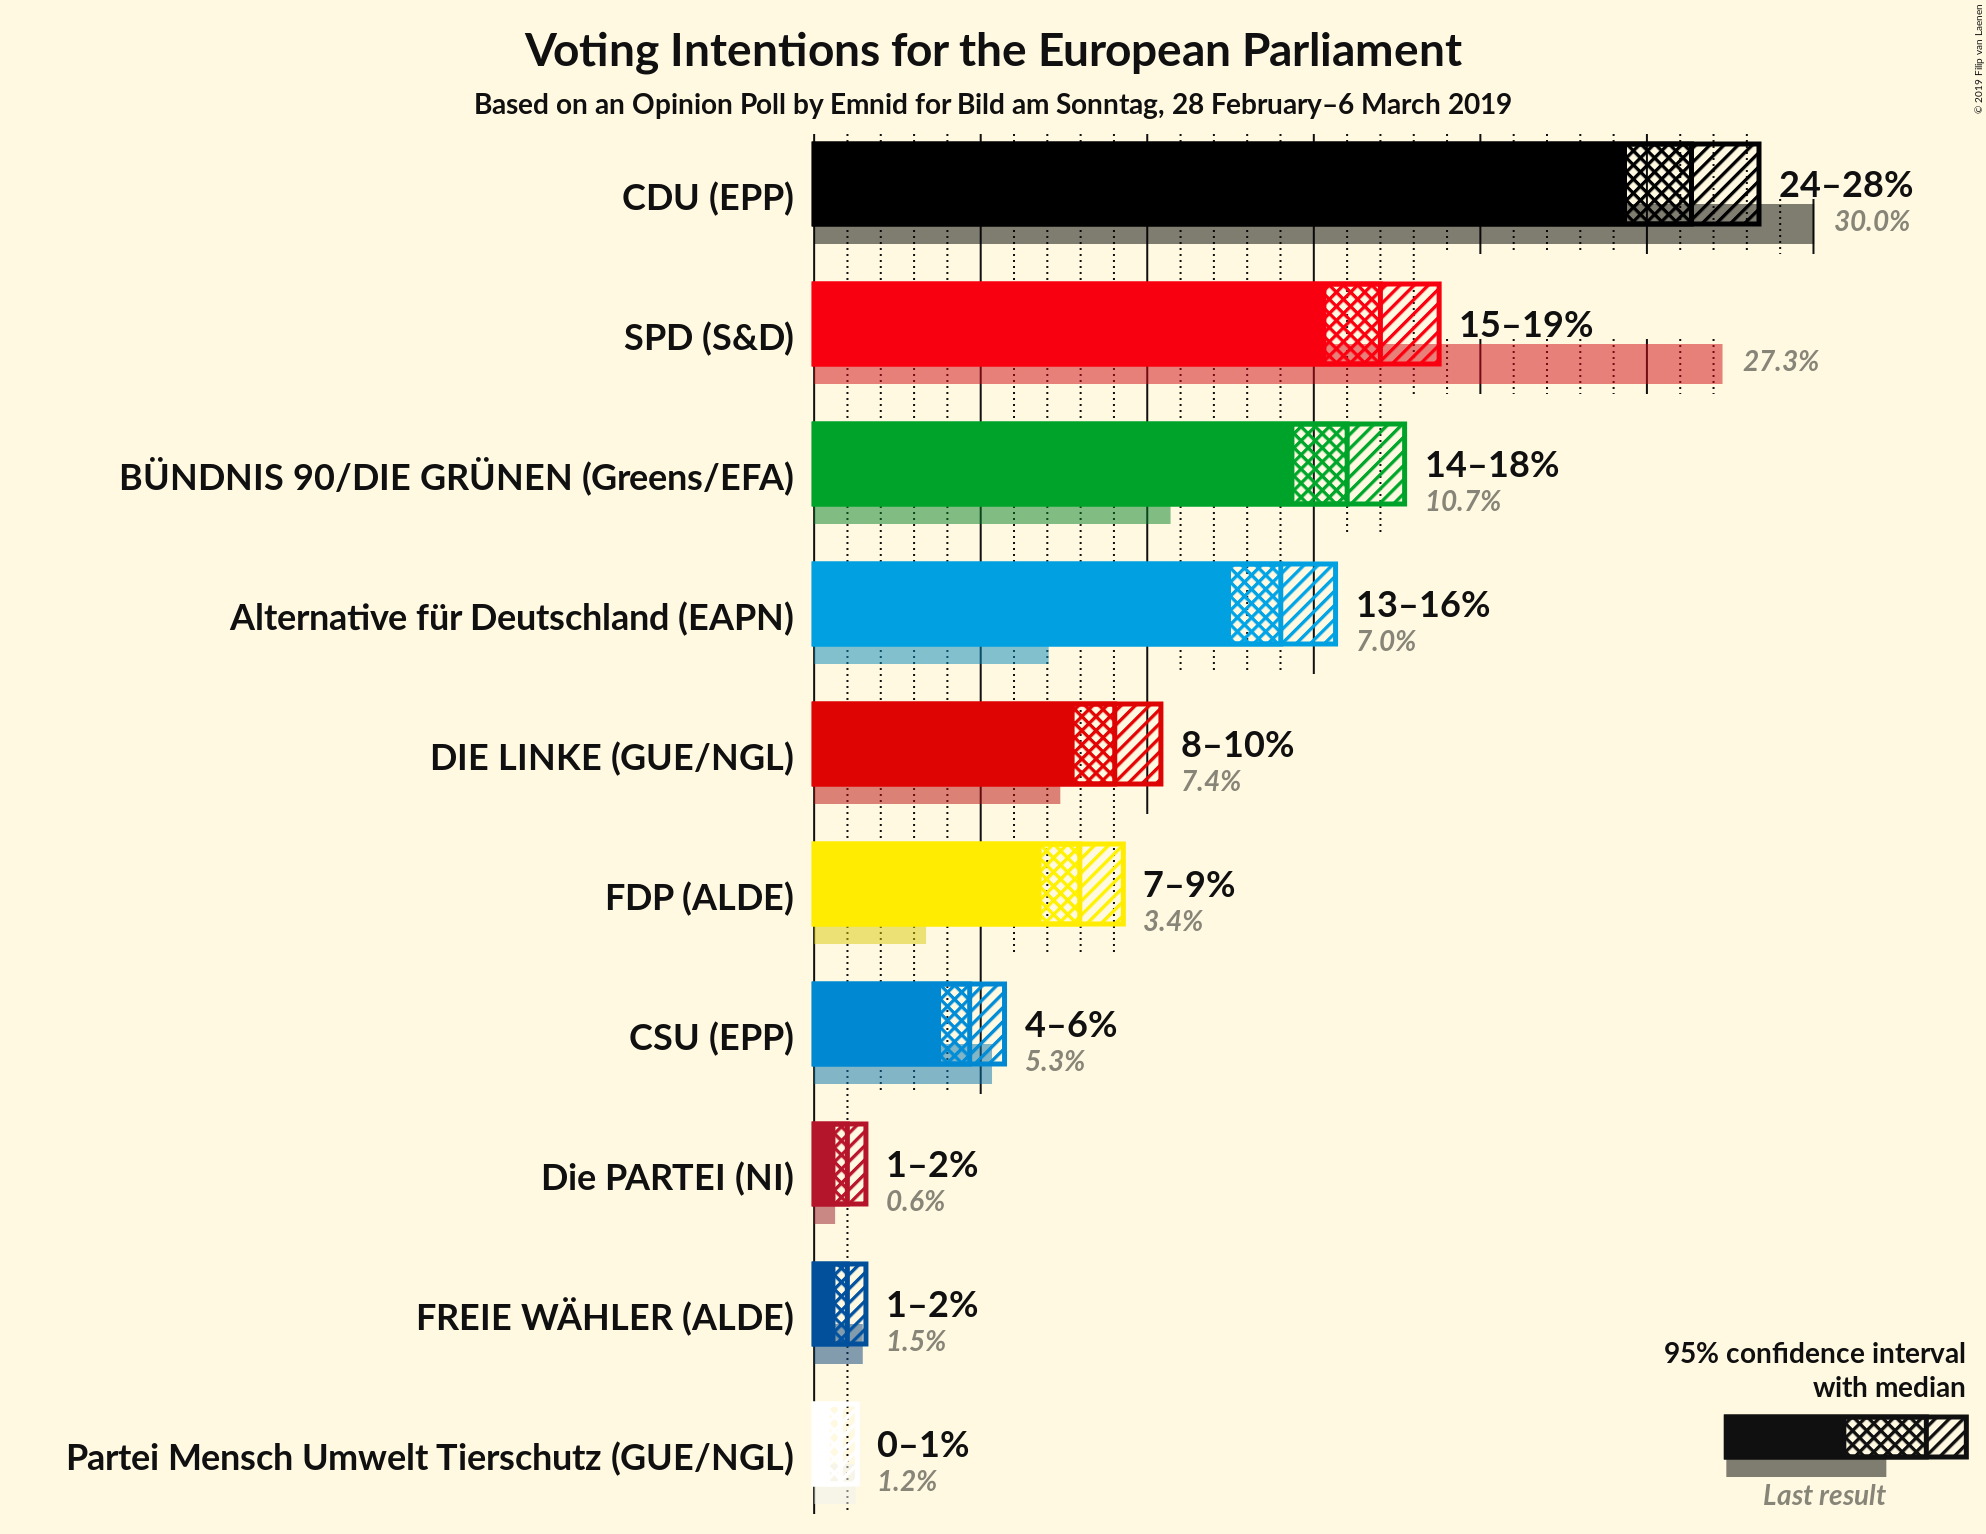 Voting Intentions for the European Parliament
Based on an Opinion Poll by Emnid for Bild am Sonntag, 28 February–6 March 2019
© 2019 Filip van Laenen
CDU (EPP)
24–28%
30.0%
SPD (S&D)
15–19%
27.3%
BÜNDNIS 90/DIE GRÜNEN (Greens/EFA)
14–18%
10.7%
Alternative für Deutschland (EAPN)
13–16%
7.0%
DIE LINKE (GUE/NGL)
8–10%
7.4%
FDP (ALDE)
7–9%
3.4%
CSU (EPP)
4–6%
5.3%
Die PARTEI (NI)
1–2%
0.6%
FREIE WÄHLER (ALDE)
1–2%
1.5%
Partei Mensch Umwelt Tierschutz (GUE/NGL)
0–1%
1.2%
95% confidence interval
with median
Last result